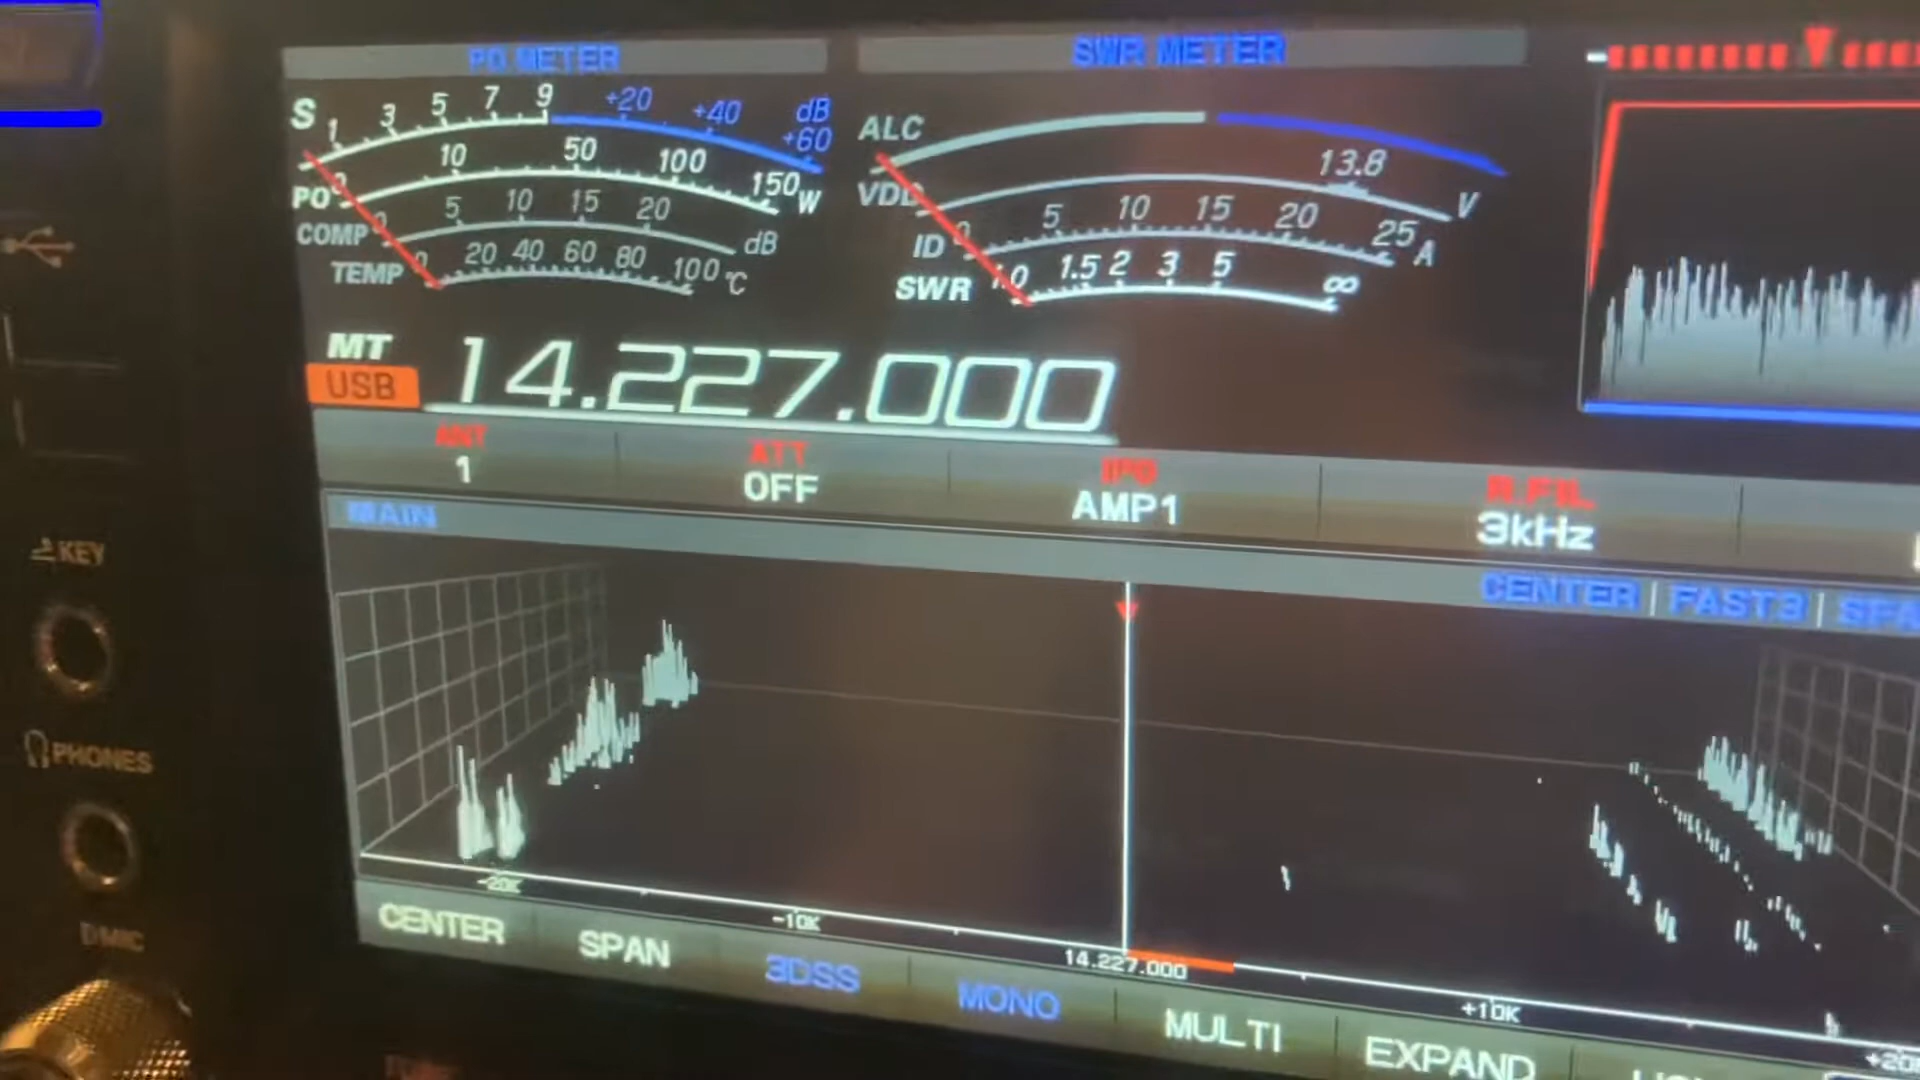 PO METER
SWR METER
S 1 3 5 7 9 +20 +40 +60 dB
PO 0 10 50 100 150 W
COMP 0 5 10 15 20 dB
TEMP 0 20 40 60 80 100 °C
ALC
VDD 13.8 V
ID 0 5 10 15 20 25 A
SWR 1.0 1.5 2 3 5 ∞
MT
USB
14.227.000
ANT
1
ATT
OFF
IPO
AMP1
R.FIL
3kHz
MAIN
CENTER | FAST3 |
-20K
-10K
14.227.000
+10K
CENTER
SPAN
3DSS
MONO
MULTI
EXPAND
KEY
PHONES
MIC